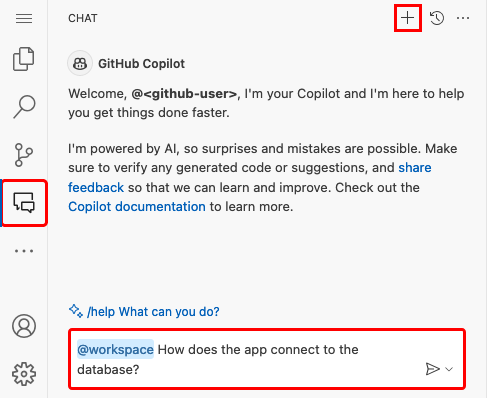 CHAT
GitHub Copilot
Welcome, @<github-user>, I'm your Copilot and I'm here to help
you get things done faster.
I'm powered by AI, so surprises and mistakes are possible. Make
sure to verify any generated code or suggestions, and share
feedback so that we can learn and improve. Check out the
Copilot documentation to learn more.
/help What can you do?
@workspace How does the app connect to the
database?